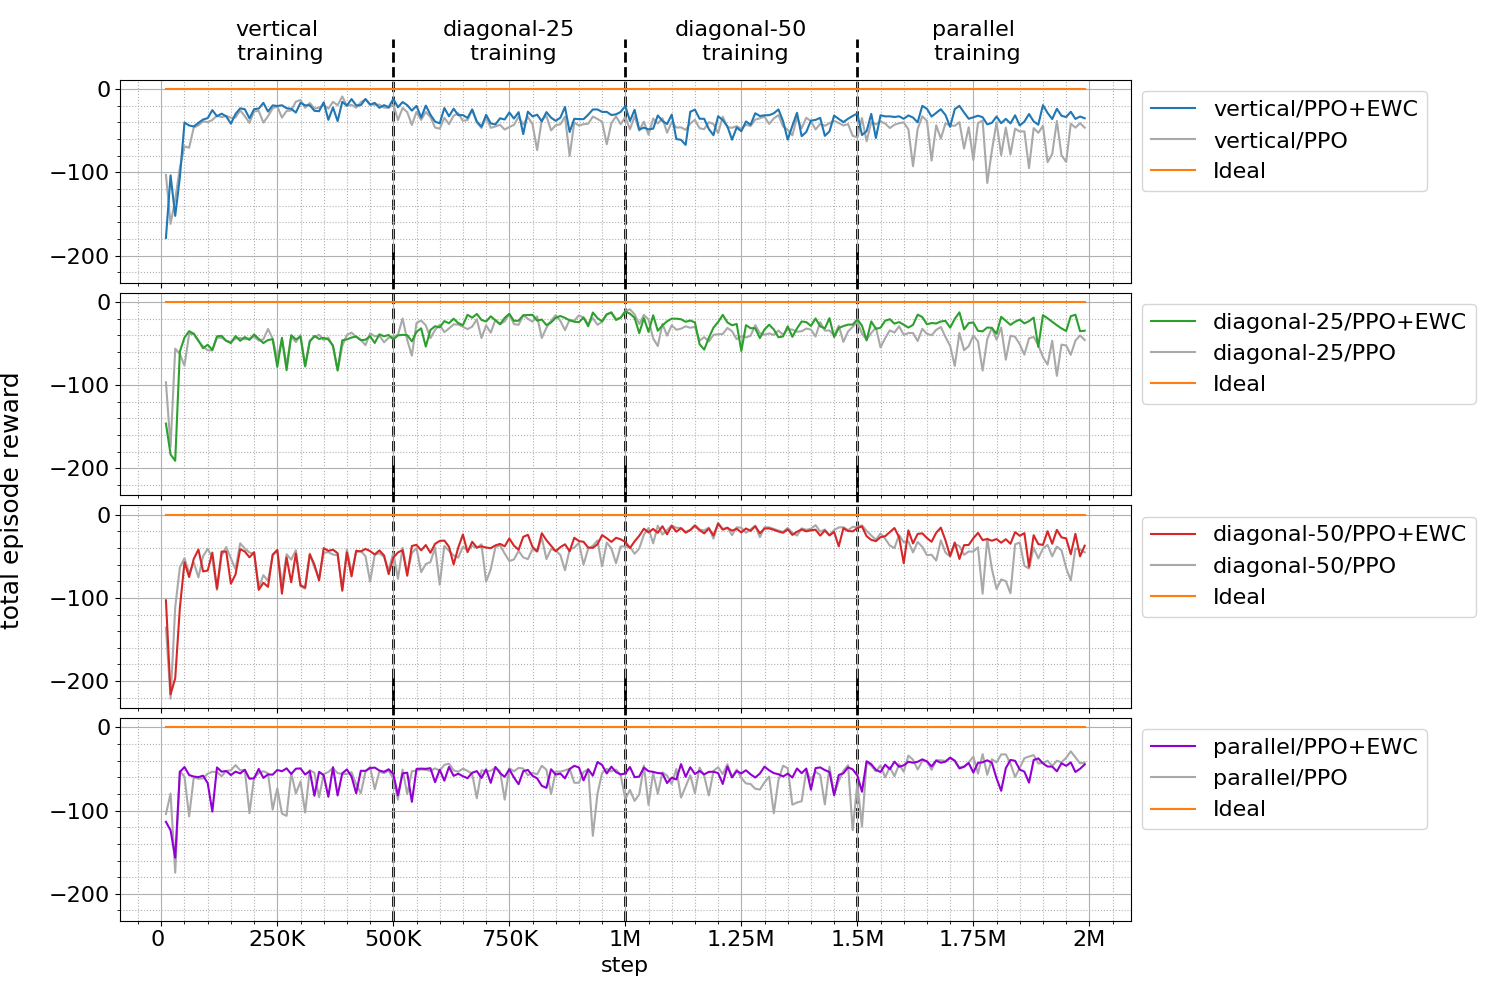 vertical
training
diagonal-25
training
diagonal-50
training
parallel
training
total episode reward
0
−100
−200
vertical/PPO+EWC
vertical/PPO
Ideal
0
−100
−200
diagonal-25/PPO+EWC
diagonal-25/PPO
Ideal
0
−100
−200
diagonal-50/PPO+EWC
diagonal-50/PPO
Ideal
0
−100
−200
parallel/PPO+EWC
parallel/PPO
Ideal
0 250K 500K 750K 1M 1.25M 1.5M 1.75M 2M
step